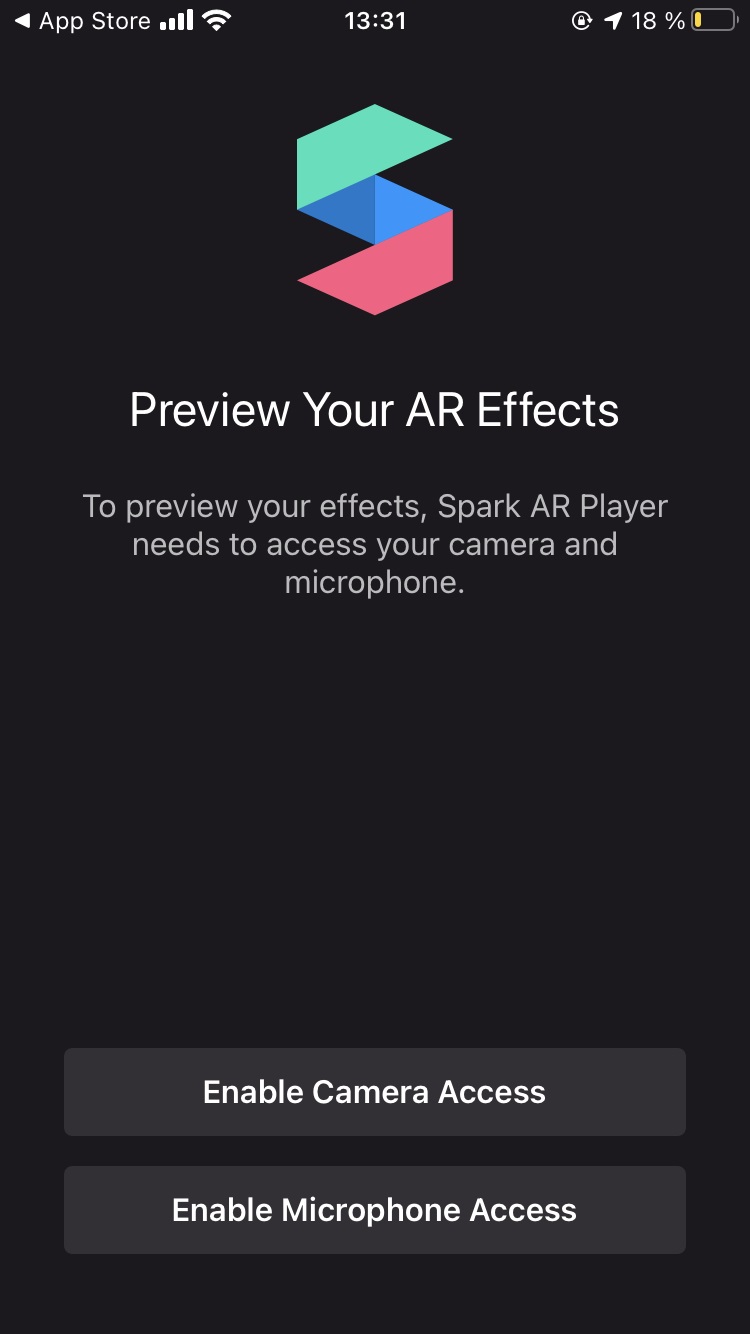 App Store 13:31 18 %
Preview Your AR Effects
To preview your effects, Spark AR Player
needs to access your camera and
microphone.
Enable Camera Access
Enable Microphone Access